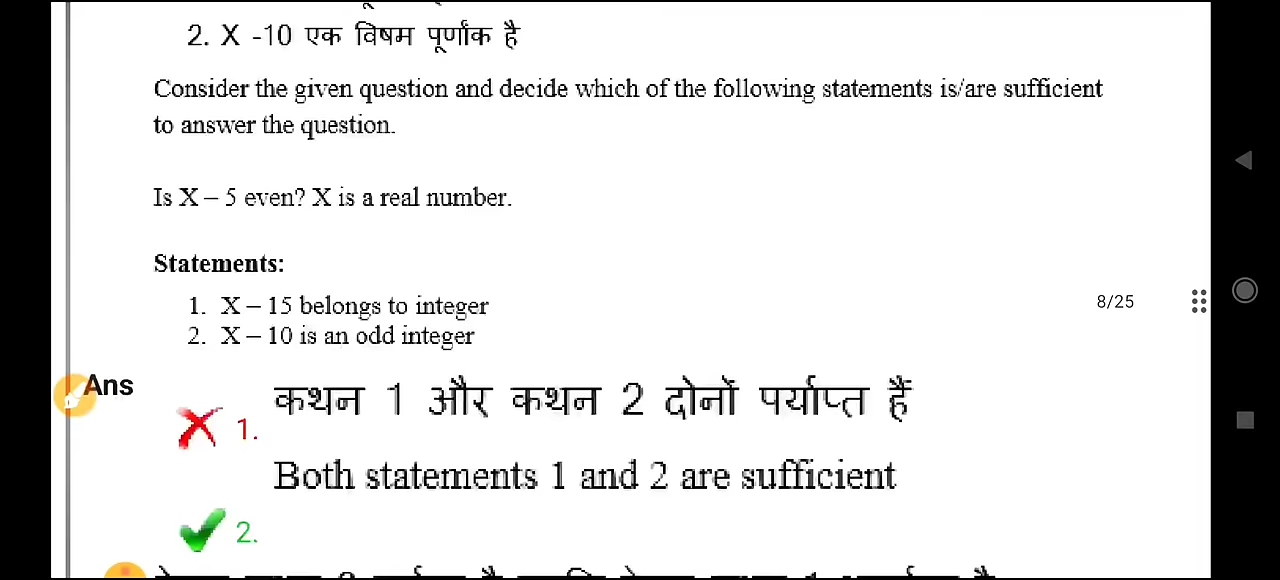 2. X -10 एक विषम पूर्णांक है
Consider the given question and decide which of the following statements is/are sufficient
to answer the question.
Is X – 5 even? X is a real number.
Statements:
1. X – 15 belongs to integer
8/25
2. X – 10 is an odd integer
Ans
कथन 1 और कथन 2 दोनों पर्याप्त हैं
1.
Both statements 1 and 2 are sufficient
2.